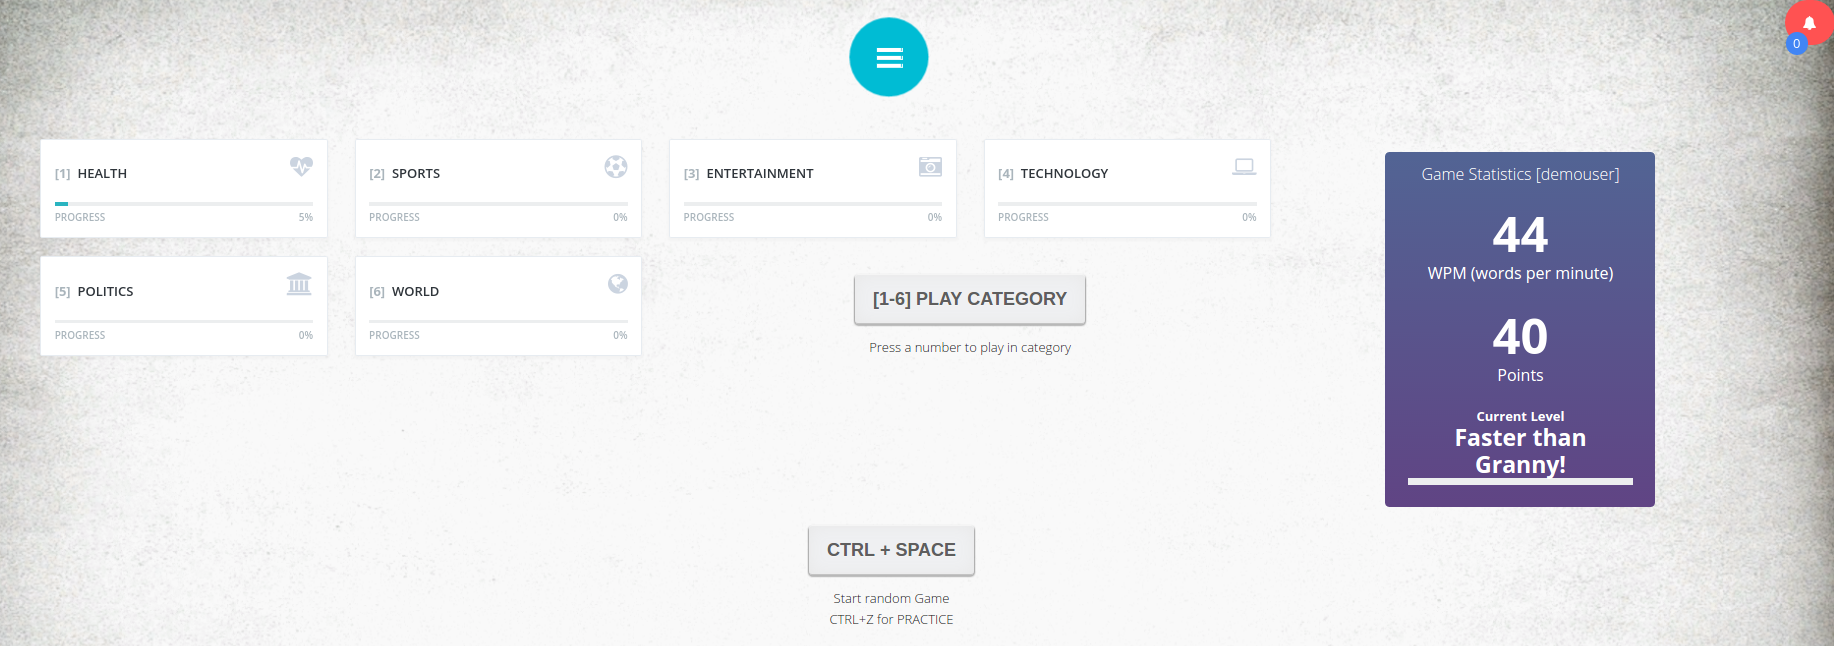 0
[1] HEALTH
PROGRESS 5%
[2] SPORTS
PROGRESS 0%
[3] ENTERTAINMENT
PROGRESS 0%
[4] TECHNOLOGY
PROGRESS 0%
[5] POLITICS
PROGRESS 0%
[6] WORLD
PROGRESS 0%
[1-6] PLAY CATEGORY
Press a number to play in category
CTRL + SPACE
Start random Game
CTRL+Z for PRACTICE
Game Statistics [demouser]
44
WPM (words per minute)
40
Points
Current Level
Faster than
Granny!